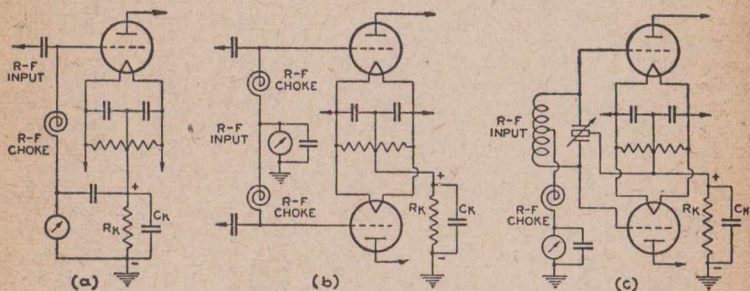 R-F
INPUT
R-F
CHOKE
+
RK
CK
-
(a)
R-F
CHOKE
R-F
INPUT
R-F
CHOKE
+
RK
CK
-
(b)
R-F
INPUT
R-F
CHOKE
+
RK
CK
-
(c)